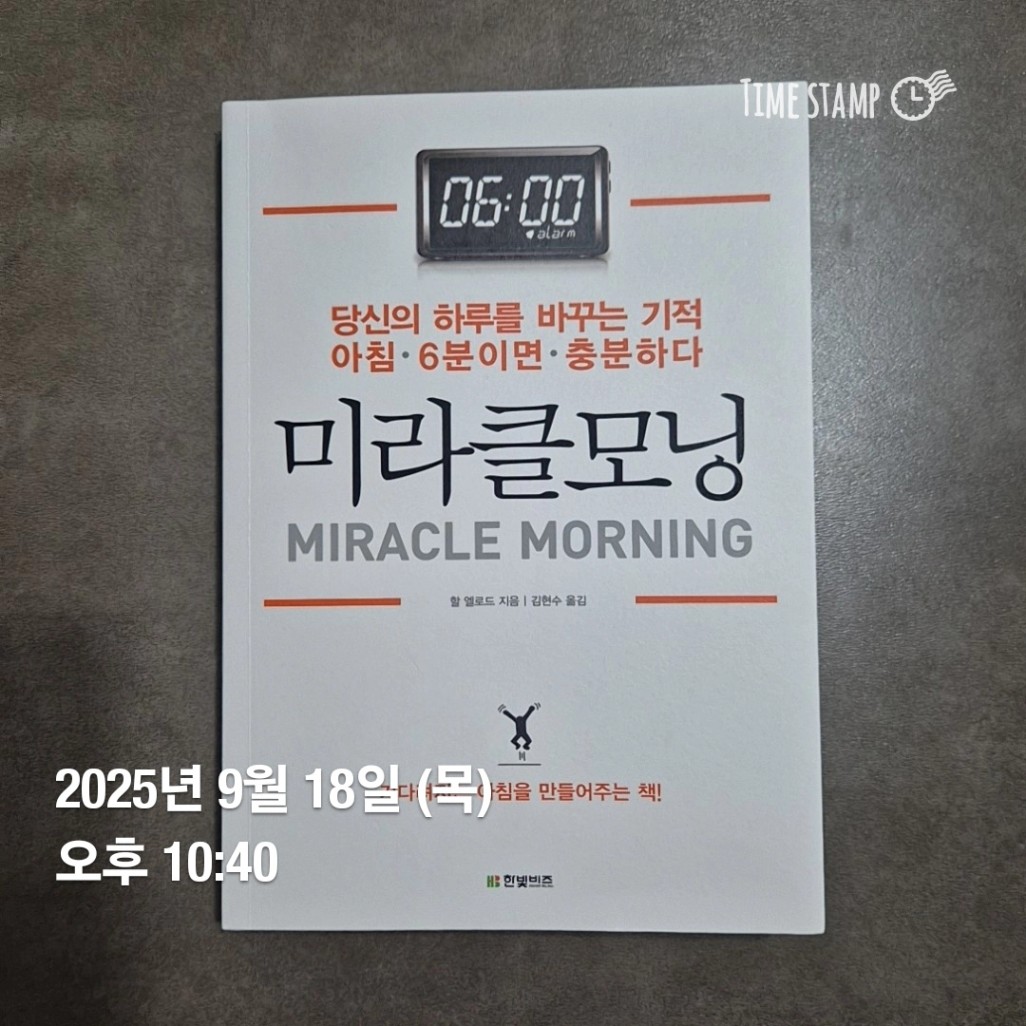 TIME STAMP
06:00
alarm
당신의 하루를 바꾸는 기적
아침·6분이면·충분하다
미라클모닝
MIRACLE MORNING
할 엘로드 지음 | 김현수 옮김
2025년 9월 18일 (목)
아침을 만들어주는 책!
오후 10:40
HB 한빛비즈